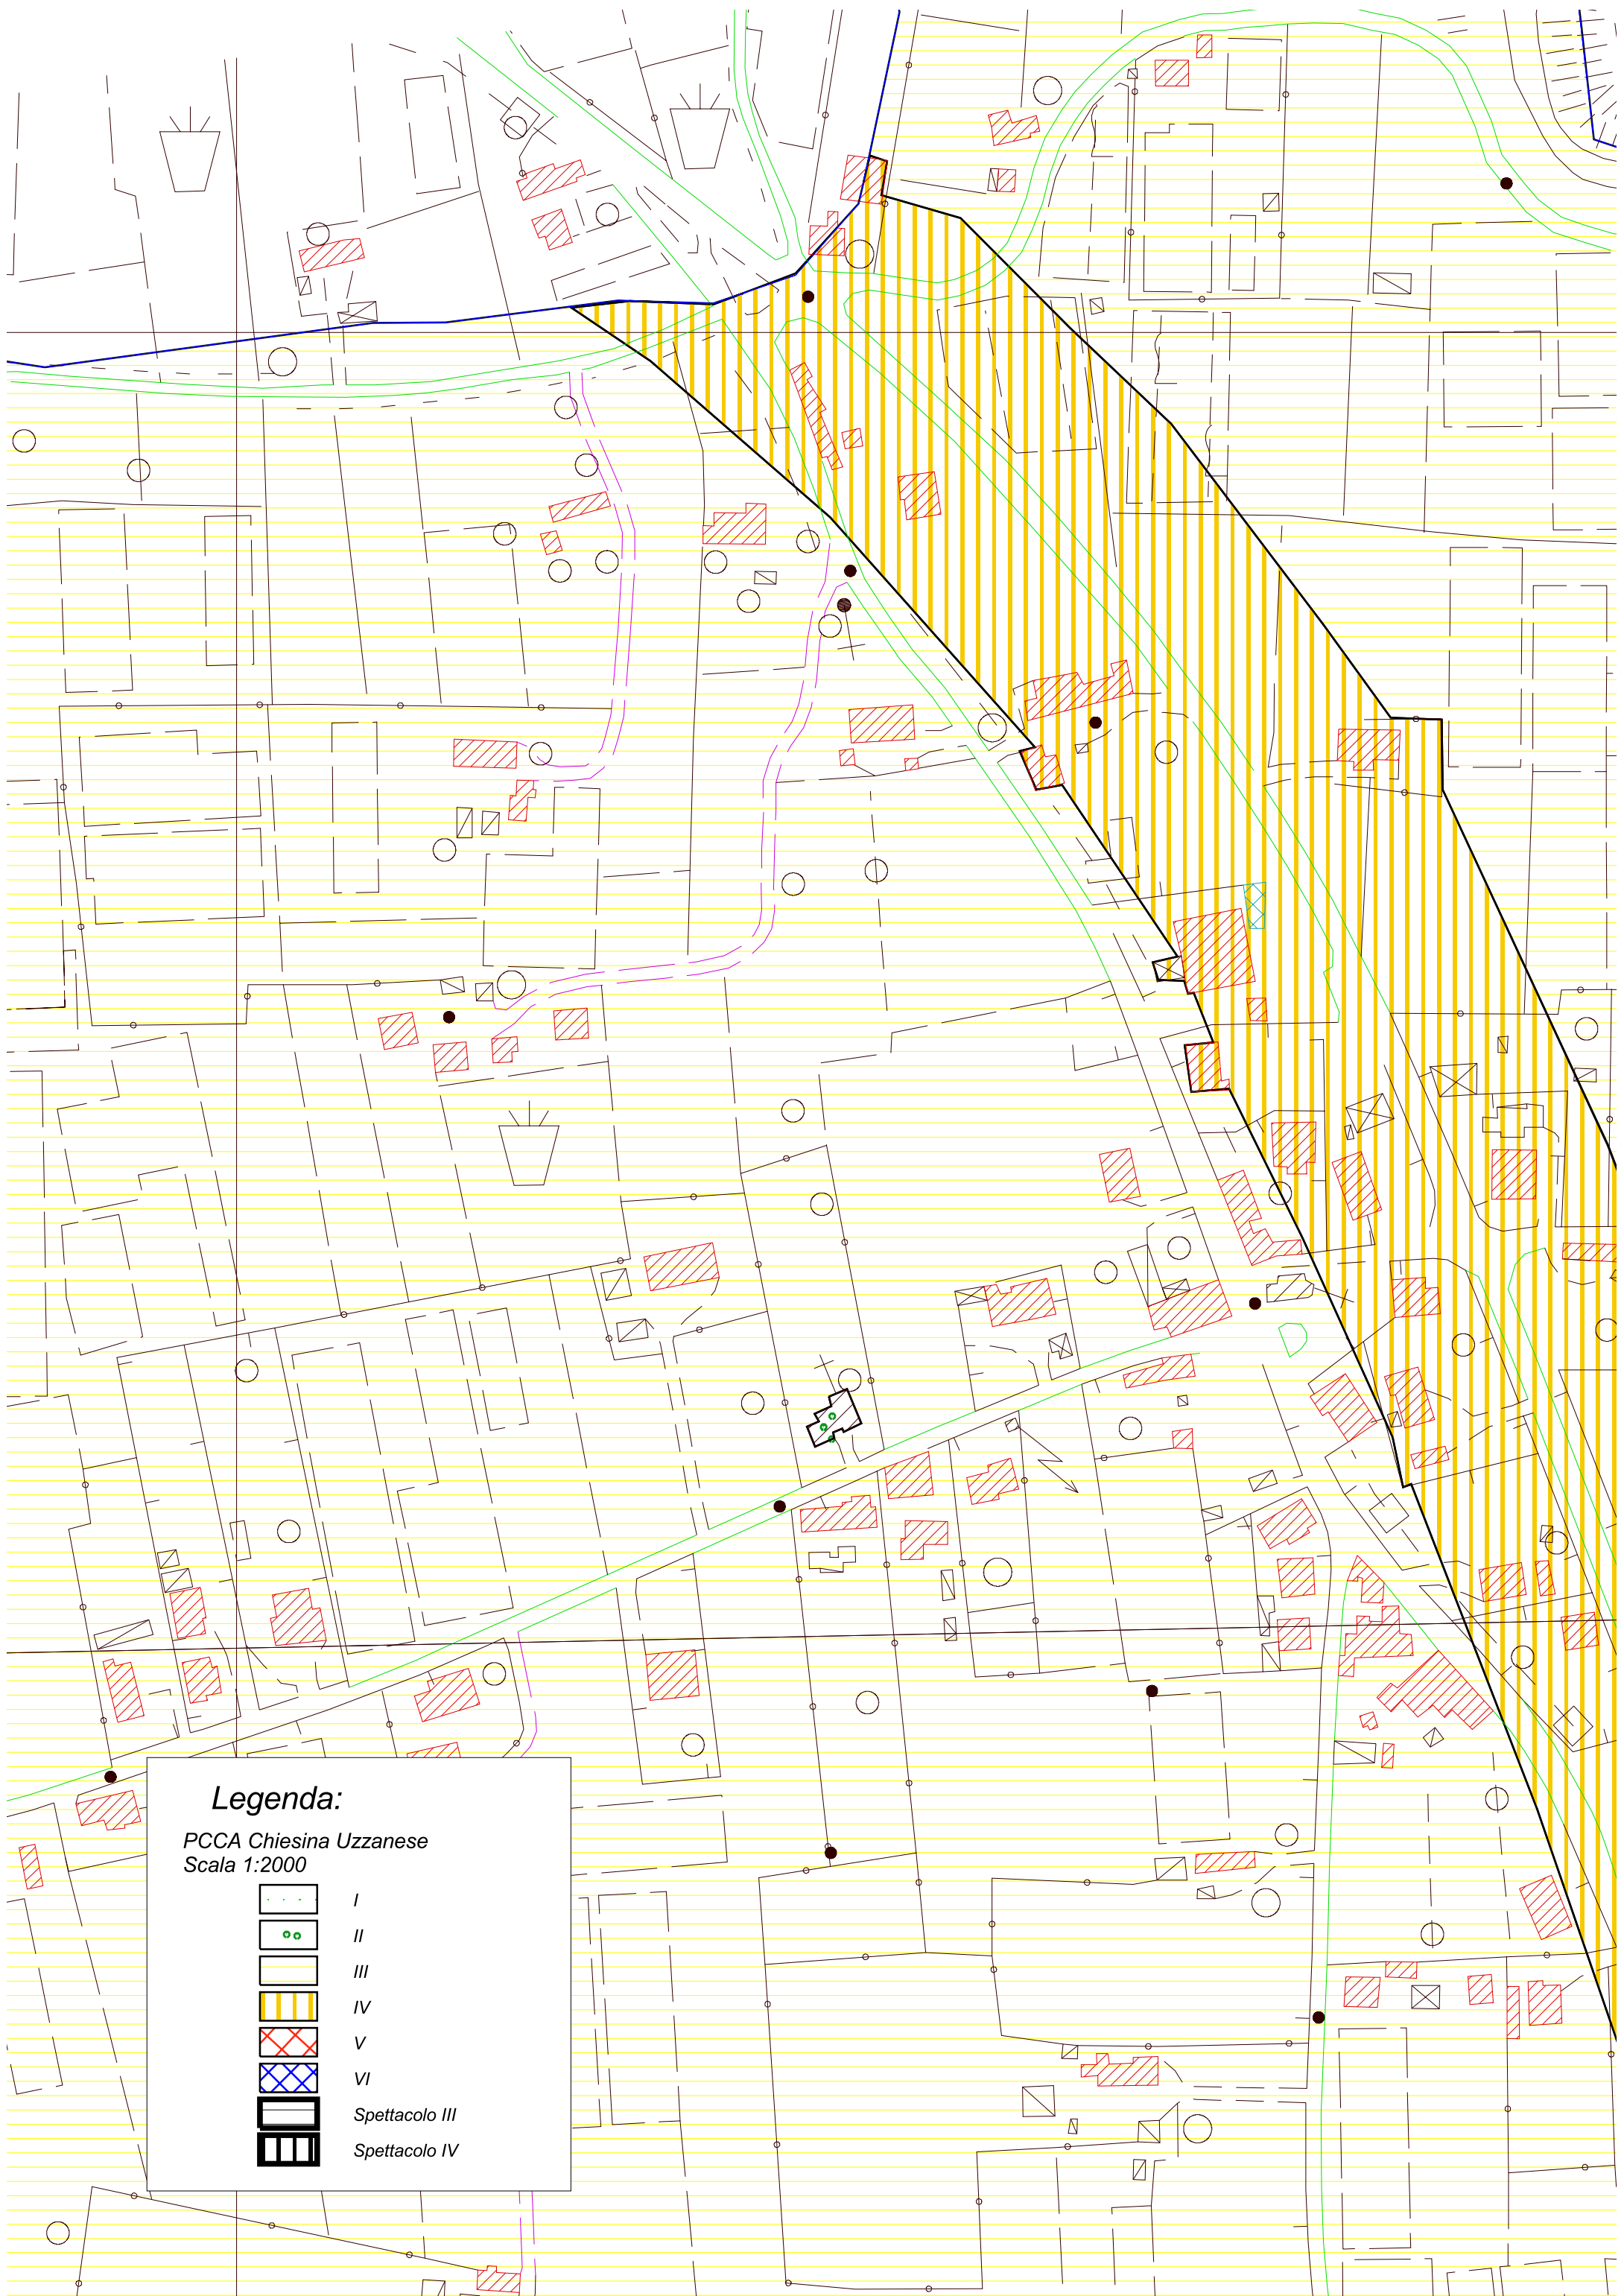 Legenda:
PCCA Chiesina Uzzanese
Scala 1:2000
I
II
III
IV
V
VI
Spettacolo III
Spettacolo IV